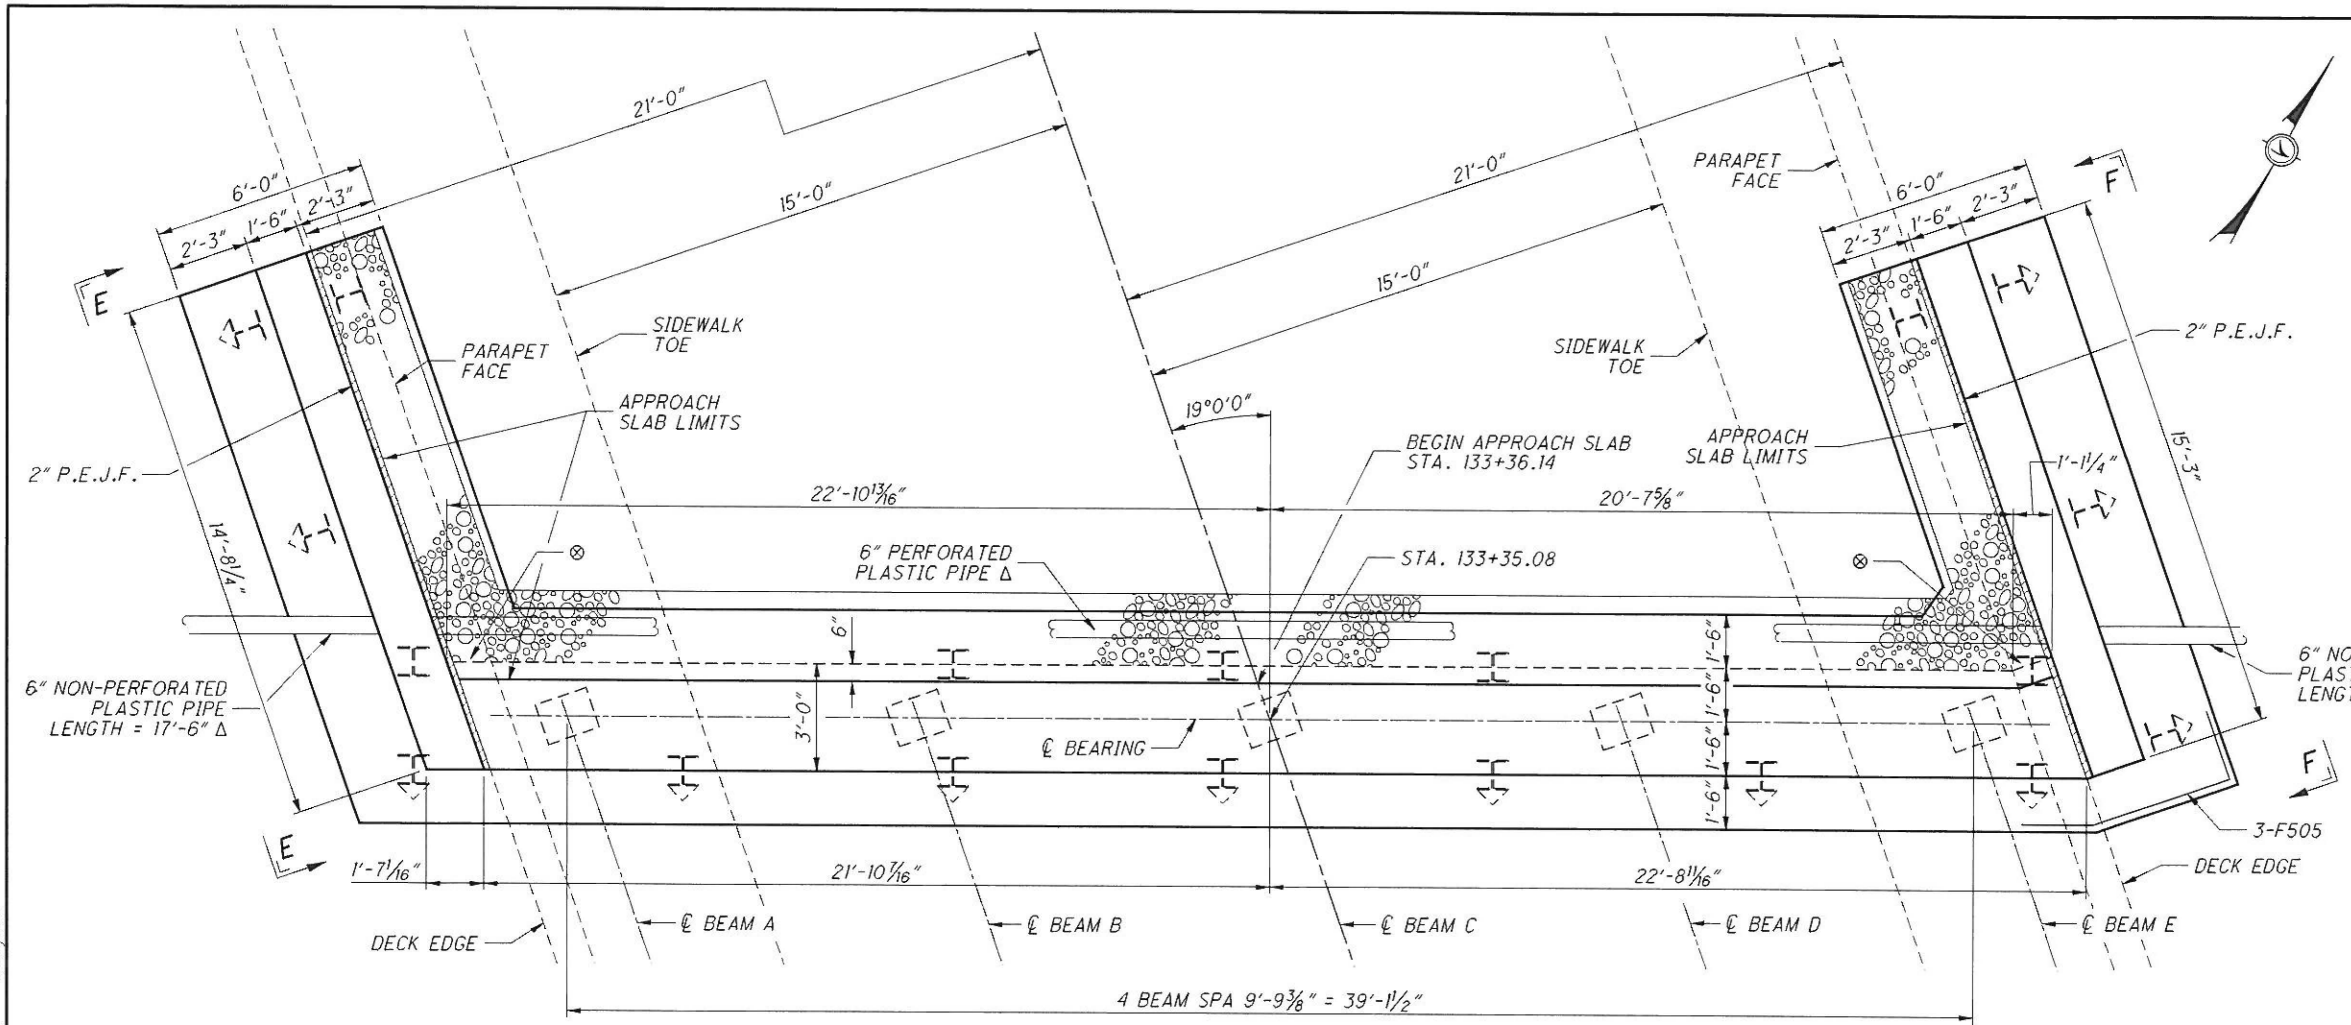 21'-0"
6'-0"
2'-3"
1'-6"
2'-3"
15'-0"
21'-0"
15'-0"
PARAPET
FACE
6'-0"
2'-3"
1'-6"
2'-3"
F
E
SIDEWALK
TOE
PARAPET
FACE
APPROACH
SLAB LIMITS
2" P.E.J.F.
14'-8¼"
SIDEWALK
TOE
2" P.E.J.F.
19°0'0"
BEGIN APPROACH SLAB
STA. 133+36.14
APPROACH
SLAB LIMITS
1'-1¼"
15'-3"
22'-10¹³⁄₁₆"
20'-7⅝"
⊗
6" PERFORATED
PLASTIC PIPE Δ
STA. 133+35.08
⊗
6"
1'-6"
6" NON-PERFORATED
PLASTIC PIPE
LENGTH = 17'-6" Δ
3'-0"
℄ BEARING
1'-6"
1'-6"
1'-6"
6" NO
PLAS
LENG
F
E
3-F505
1'-7¹⁄₁₆"
21'-10⁷⁄₁₆"
22'-8¹¹⁄₁₆"
DECK EDGE
DECK EDGE
℄ BEAM A
℄ BEAM B
℄ BEAM C
℄ BEAM D
℄ BEAM E
4 BEAM SPA 9'-9⅜" = 39'-1½"